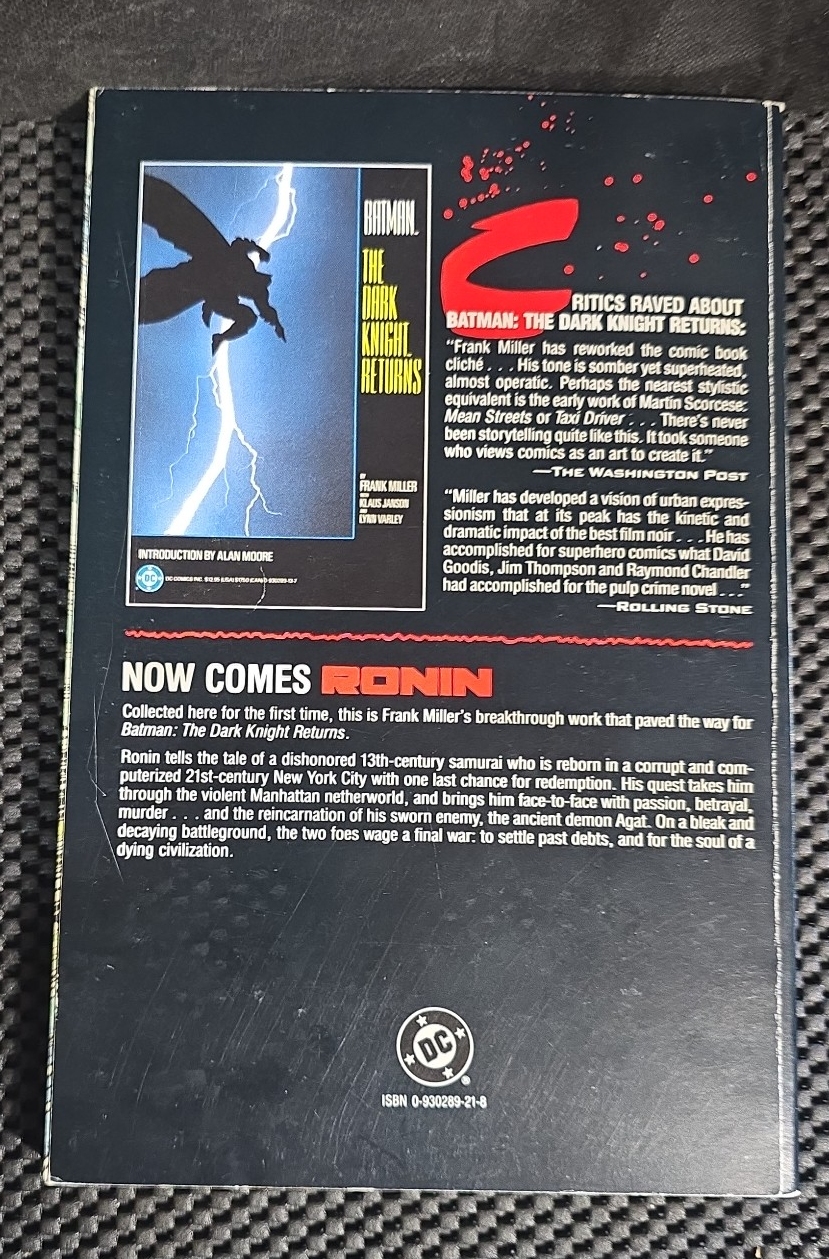 BATMAN
THE
DARK
KNIGHT
RETURNS
BY
FRANK MILLER
WITH
KLAUS JANSON
AND
LYNN VARLEY
INTRODUCTION BY ALAN MOORE
DC
DC COMICS INC.
CRITICS RAVED ABOUT
BATMAN: THE DARK KNIGHT RETURNS:
"Frank Miller has reworked the comic book
cliché . . . His tone is somber yet superheated,
almost operatic. Perhaps the nearest stylistic
equivalent is the early work of Martin Scorcese:
Mean Streets or Taxi Driver . . . There's never
been storytelling quite like this. It took someone
who views comics as an art to create it."
—THE WASHINGTON POST
"Miller has developed a vision of urban expres-
sionism that at its peak has the kinetic and
dramatic impact of the best film noir . . . He has
accomplished for superhero comics what David
Goodis, Jim Thompson and Raymond Chandler
had accomplished for the pulp crime novel . . ."
—ROLLING STONE
NOW COMES RONIN
Collected here for the first time, this is Frank Miller's breakthrough work that paved the way for
Batman: The Dark Knight Returns.
Ronin tells the tale of a dishonored 13th-century samurai who is reborn in a corrupt and com-
puterized 21st-century New York City with one last chance for redemption. His quest takes him
through the violent Manhattan netherworld, and brings him face-to-face with passion, betrayal,
murder . . . and the reincarnation of his sworn enemy, the ancient demon Agat. On a bleak and
decaying battleground, the two foes wage a final war: to settle past debts, and for the soul of a
dying civilization.
DC
®
ISBN 0-930289-21-8